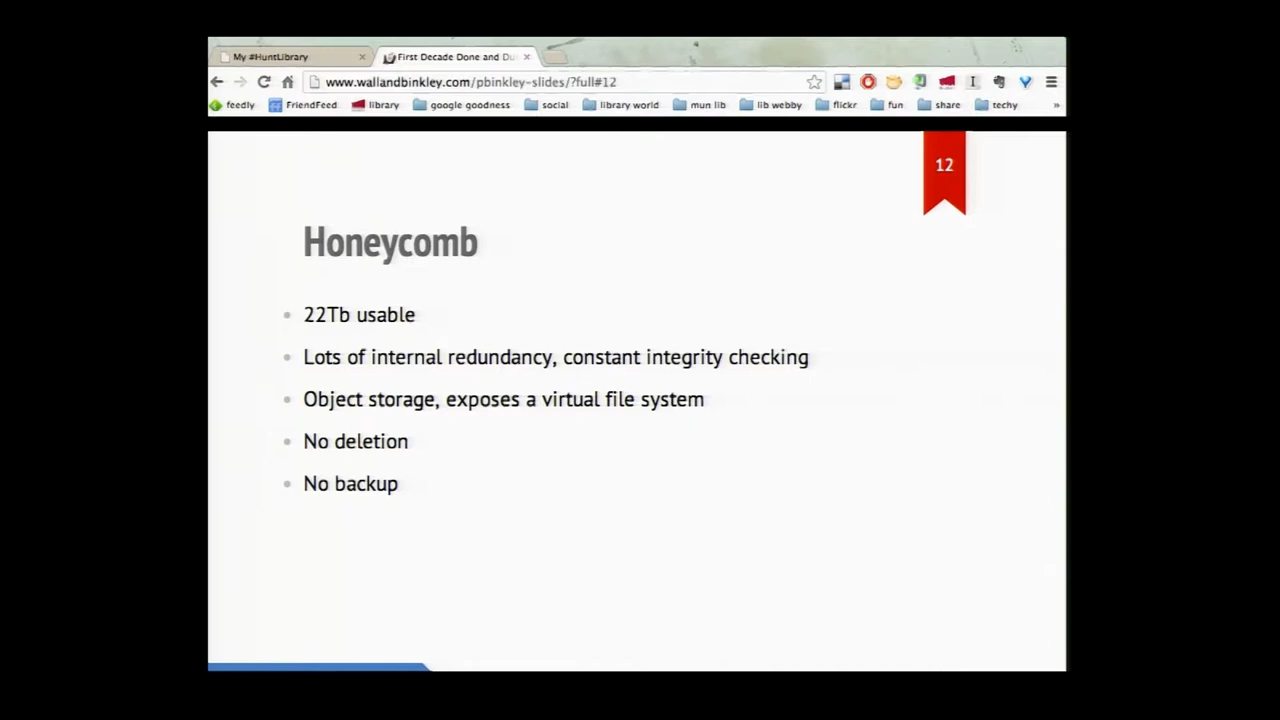 My #HuntLibrary
First Decade Done and Du
www.wallandbinkley.com/pbinkley-slides/?full#12
feedly FriendFeed library google goodness social library world mun lib lib webby flickr fun share techy »
12
Honeycomb
22Tb usable
Lots of internal redundancy, constant integrity checking
Object storage, exposes a virtual file system
No deletion
No backup